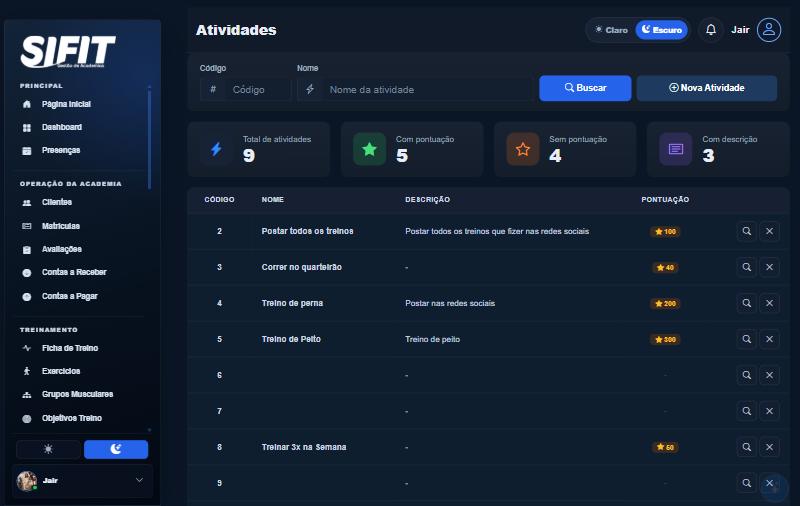 SIFIT
Gestão de Academia
PRINCIPAL
Página Inicial
Dashboard
Presenças
OPERAÇÃO DA ACADEMIA
Clientes
Matrículas
Avaliações
Contas a Receber
Contas a Pagar
TREINAMENTO
Ficha de Treino
Exercícios
Grupos Musculares
Objetivos Treino
Jair
Atividades
Claro Escuro Jair
Código Nome
# Código Nome da atividade Buscar Nova Atividade
Total de atividades
9
Com pontuação
5
Sem pontuação
4
Com descrição
3
CÓDIGO NOME DESCRIÇÃO PONTUAÇÃO
2 Postar todos os treinos Postar todos os treinos que fizer nas redes sociais 100
3 Correr no quarteirão - 40
4 Treino de perna Postar nas redes sociais 200
5 Treino de Peito Treino de peito 300
6 - -
7 - -
8 Treinar 3x na Semana - 50
9 - -